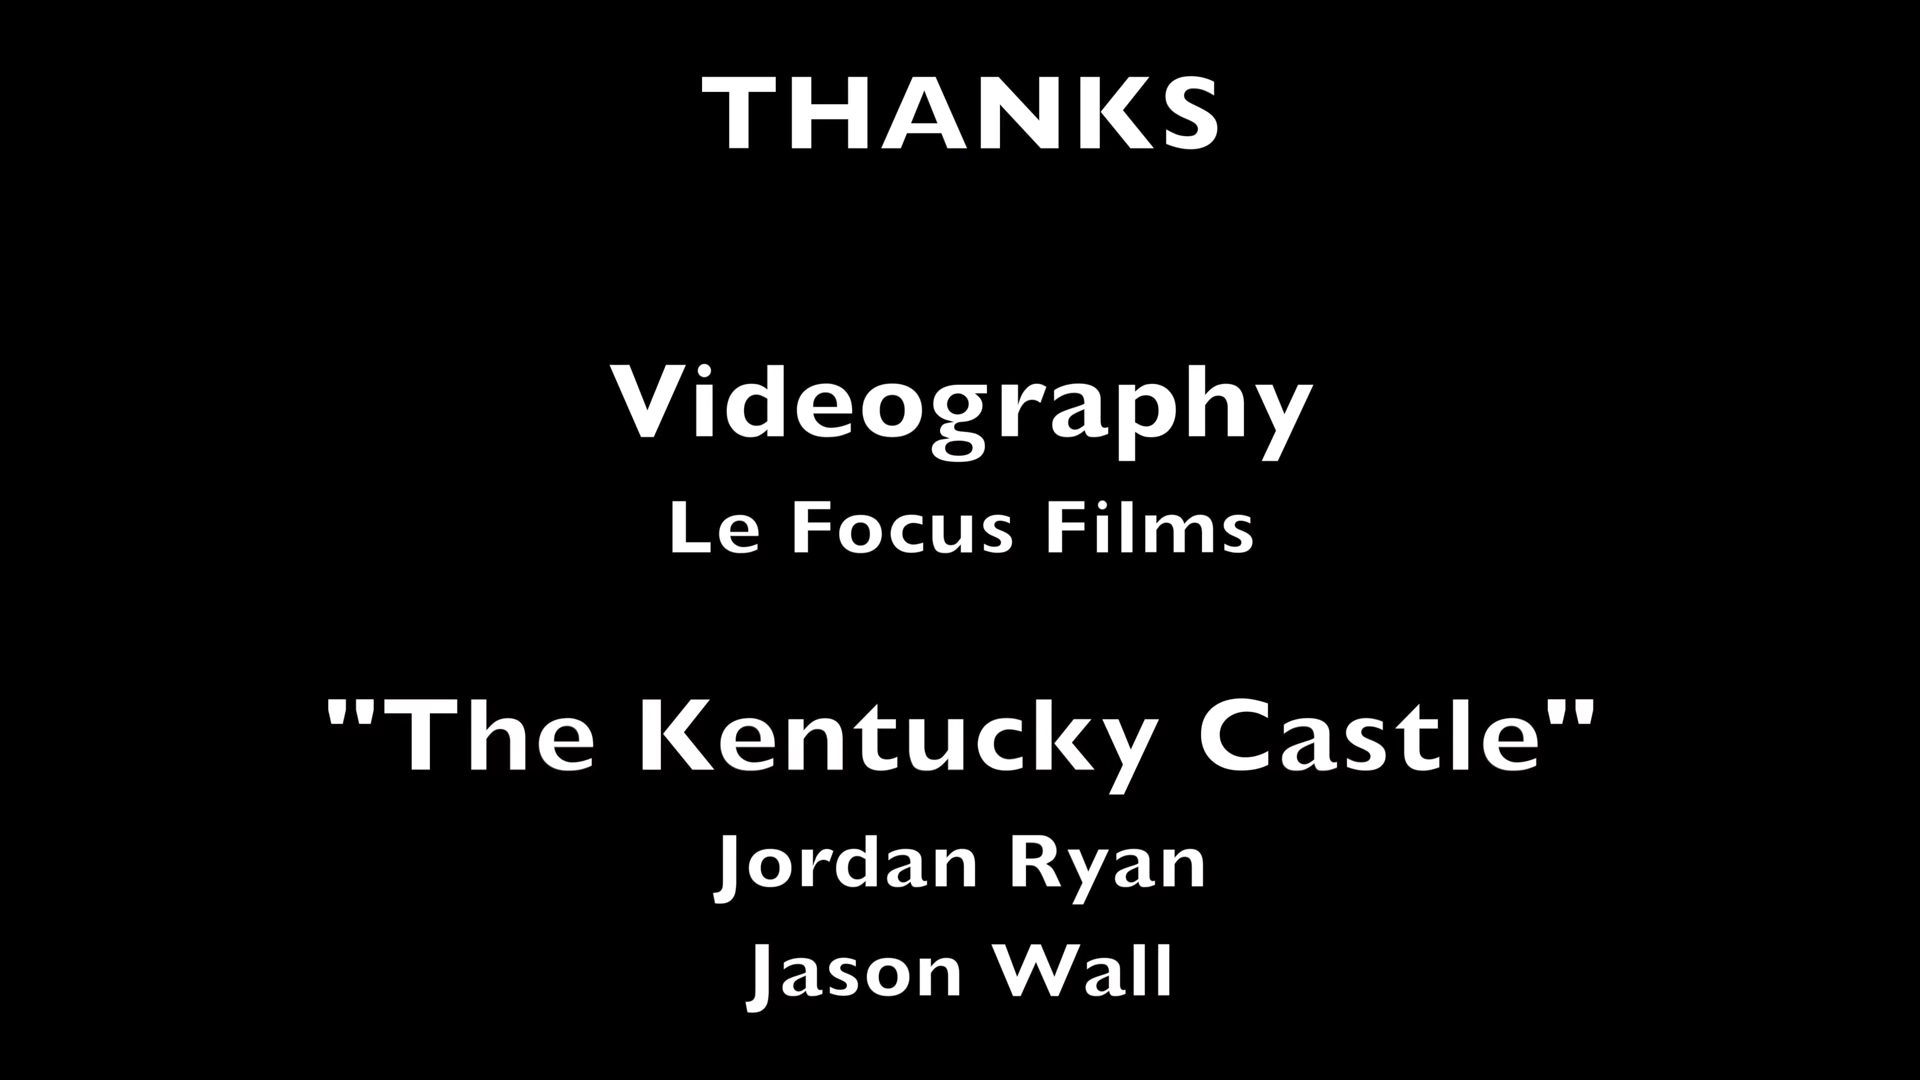 THANKS
Videography
Le Focus Films
"The Kentucky Castle"
Jordan Ryan
Jason Wall